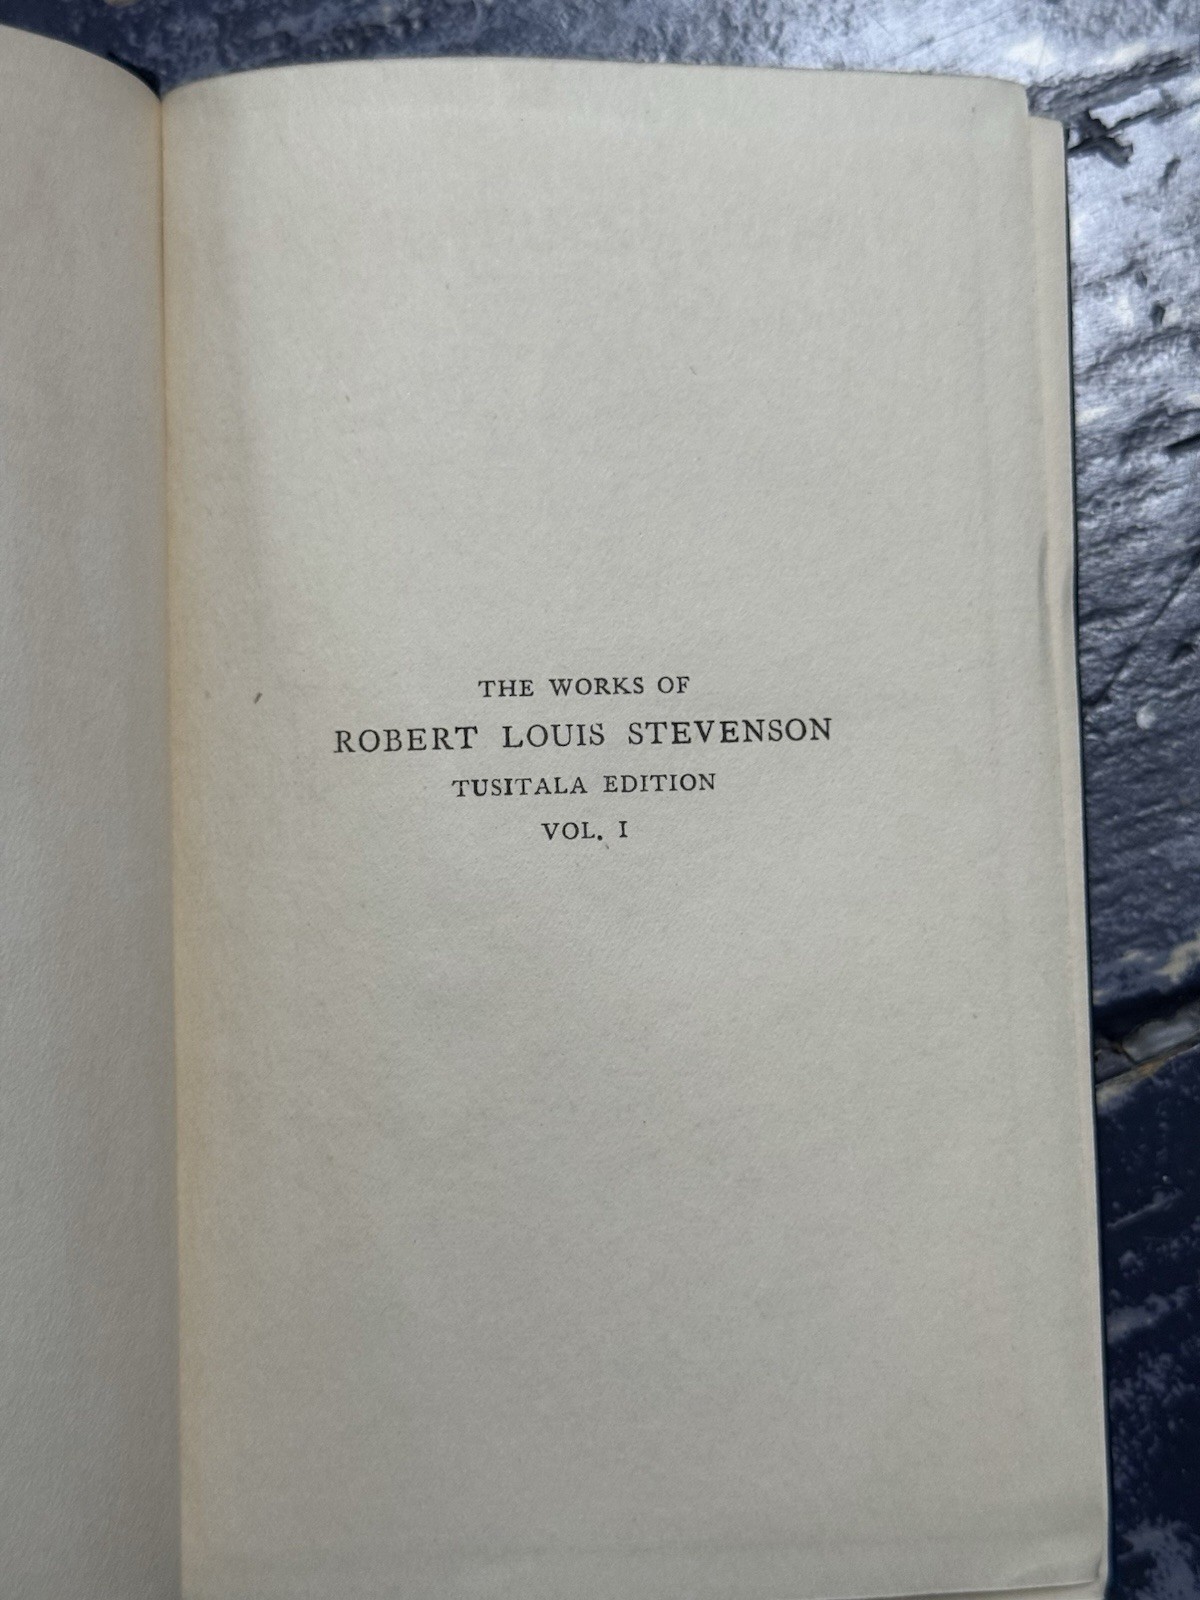 THE WORKS OF
ROBERT LOUIS STEVENSON
TUSITALA EDITION
VOL. I